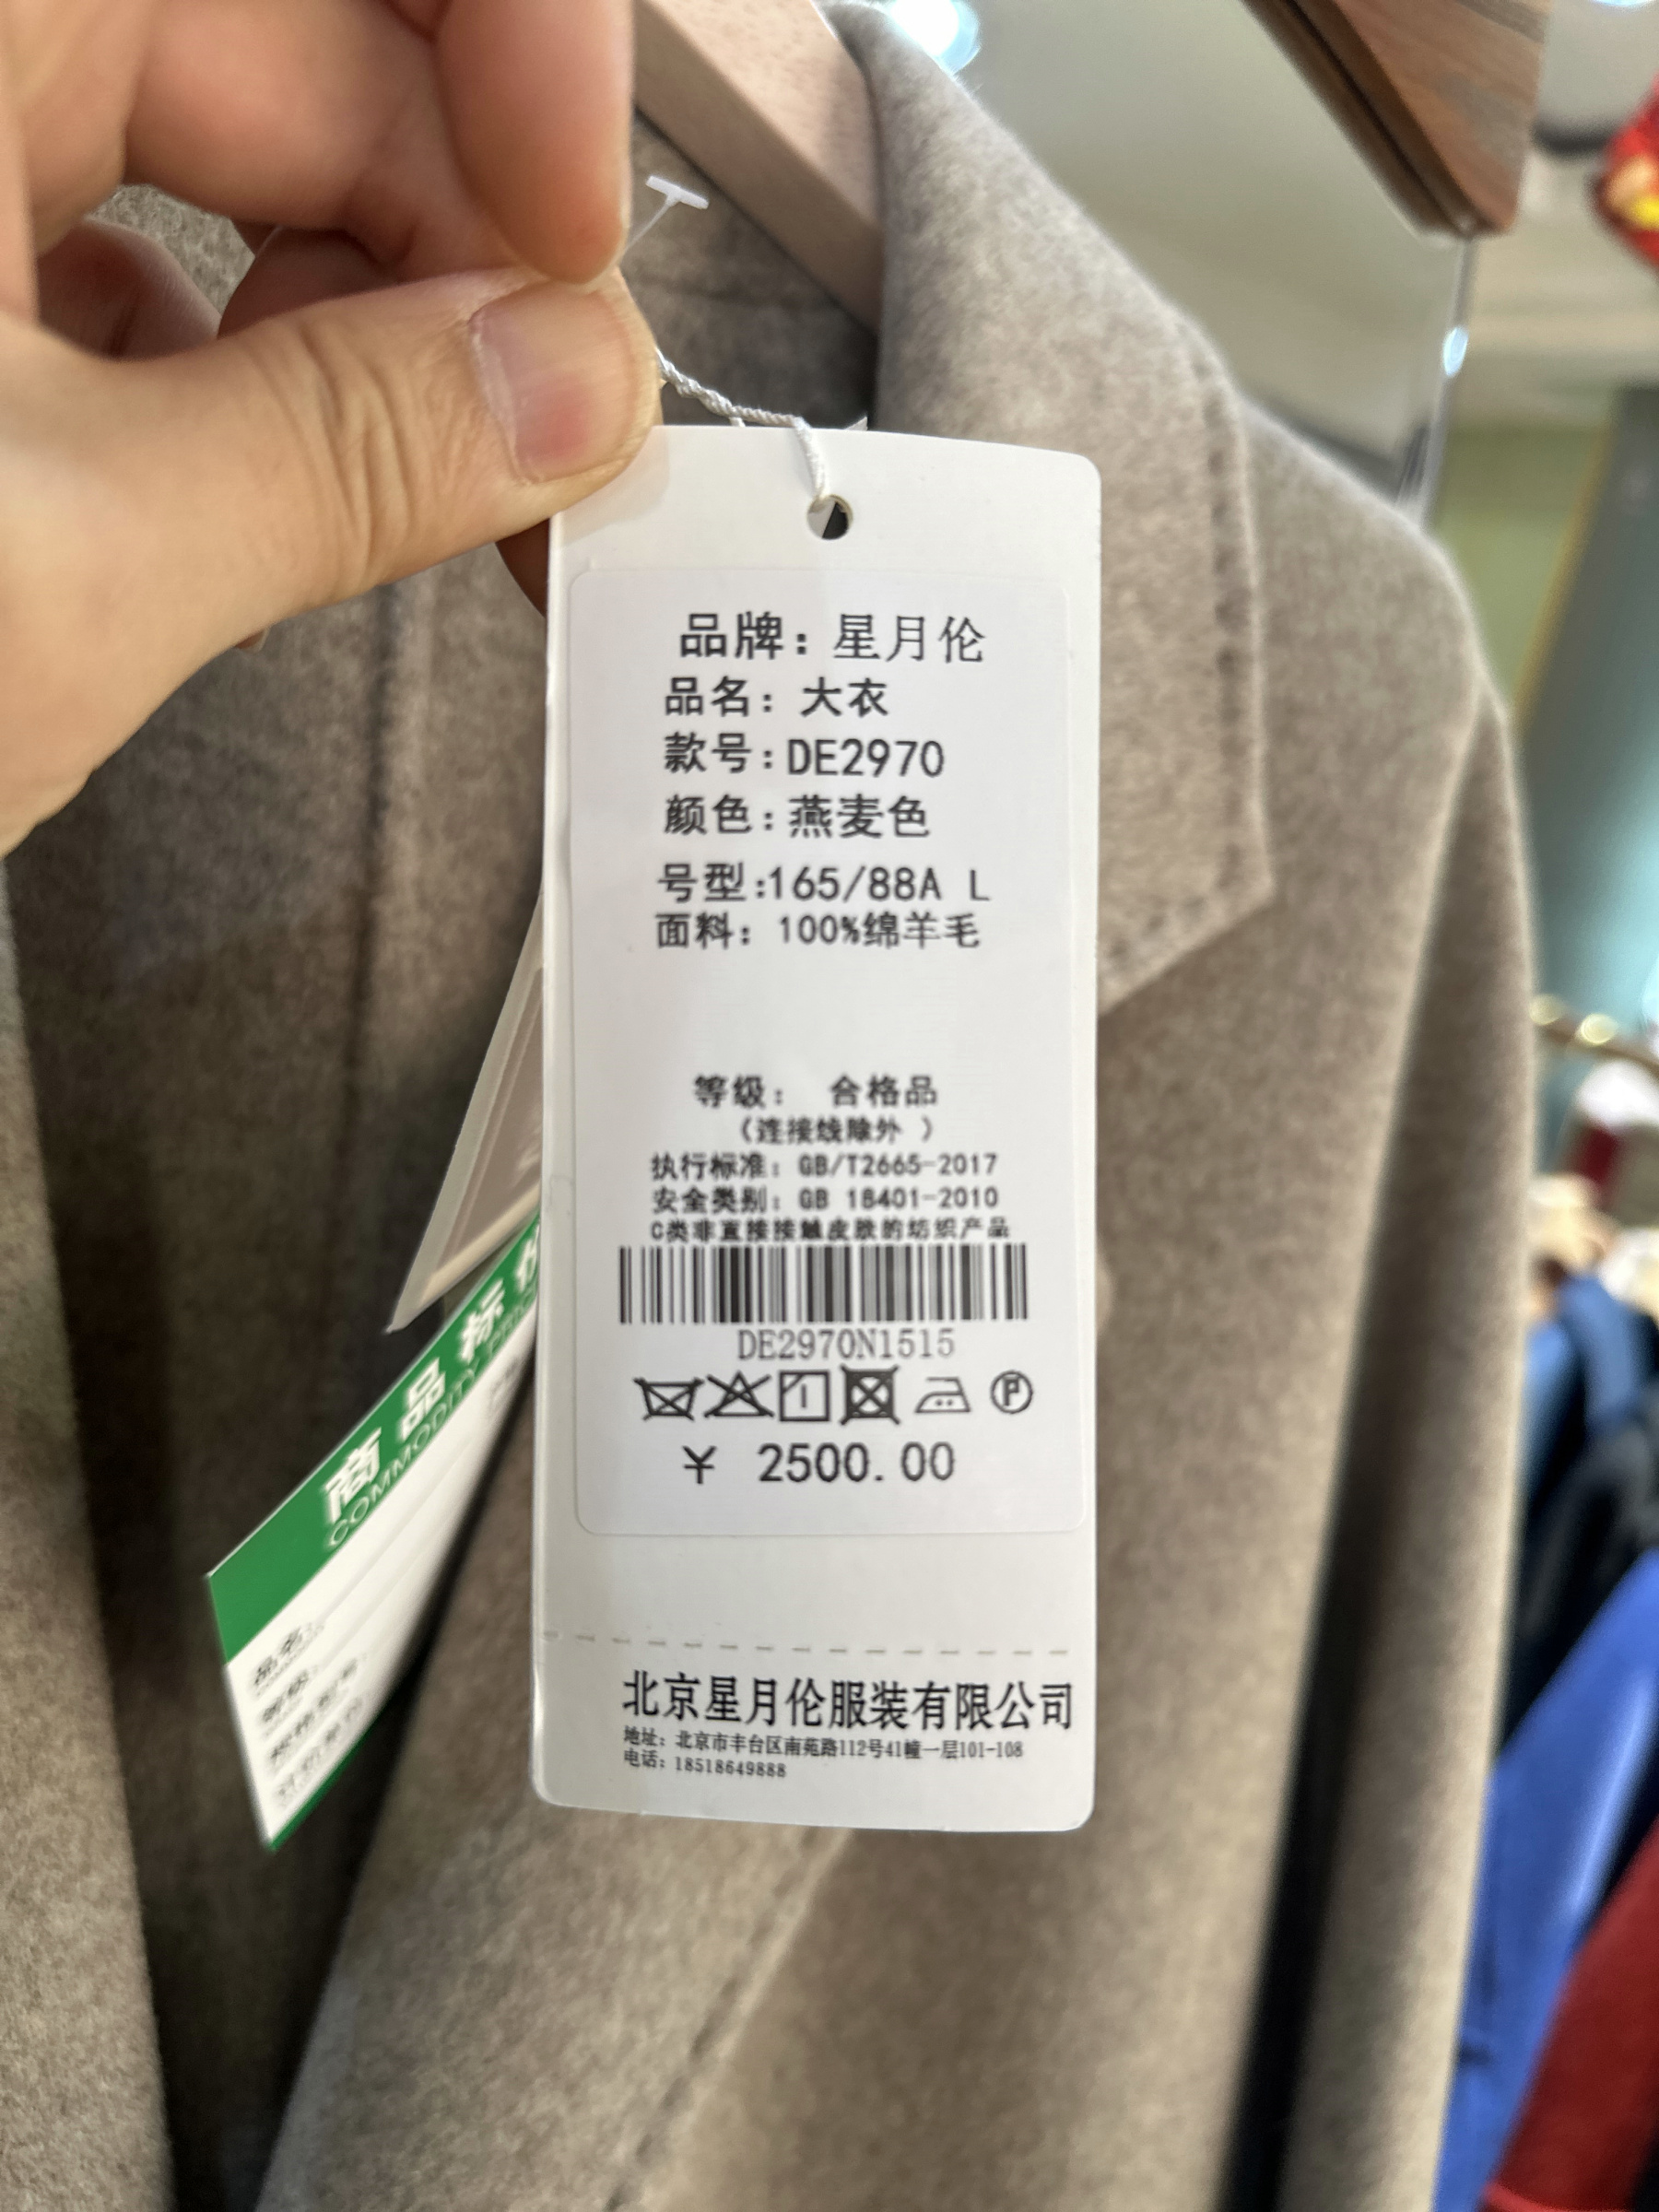 品牌：星月伦
品名：大衣
款号：DE2970
颜色：燕麦色
号型：165/88A L
面料：100%绵羊毛
等级： 合格品
（连接线除外 ）
执行标准：GB/T2665-2017
安全类别：GB 18401-2010
C类非直接接触皮肤的纺织产品
DE2970N1515
P
¥ 2500.00
北京星月伦服装有限公司
地址：北京市丰台区南苑路112号41幢一层101-108
电话：18518649888
商品标
COMMODITY
品名：